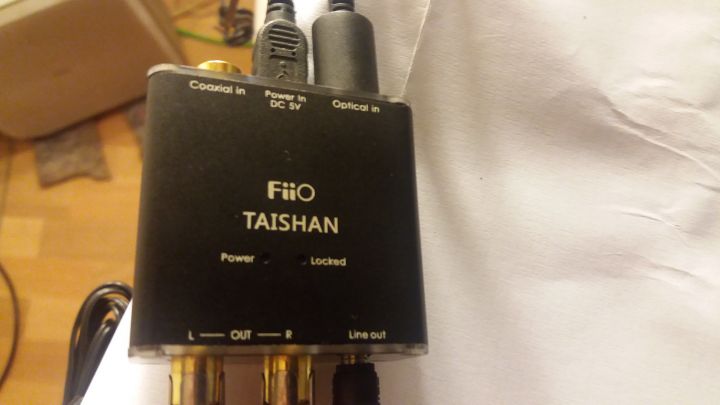 Coaxial in Power In Optical in
DC 5V
FiiO
TAISHAN
Power Locked
L OUT R Line out